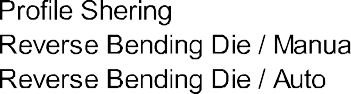 Profile Shering
Reverse Bending Die / Manua
Reverse Bending Die / Auto